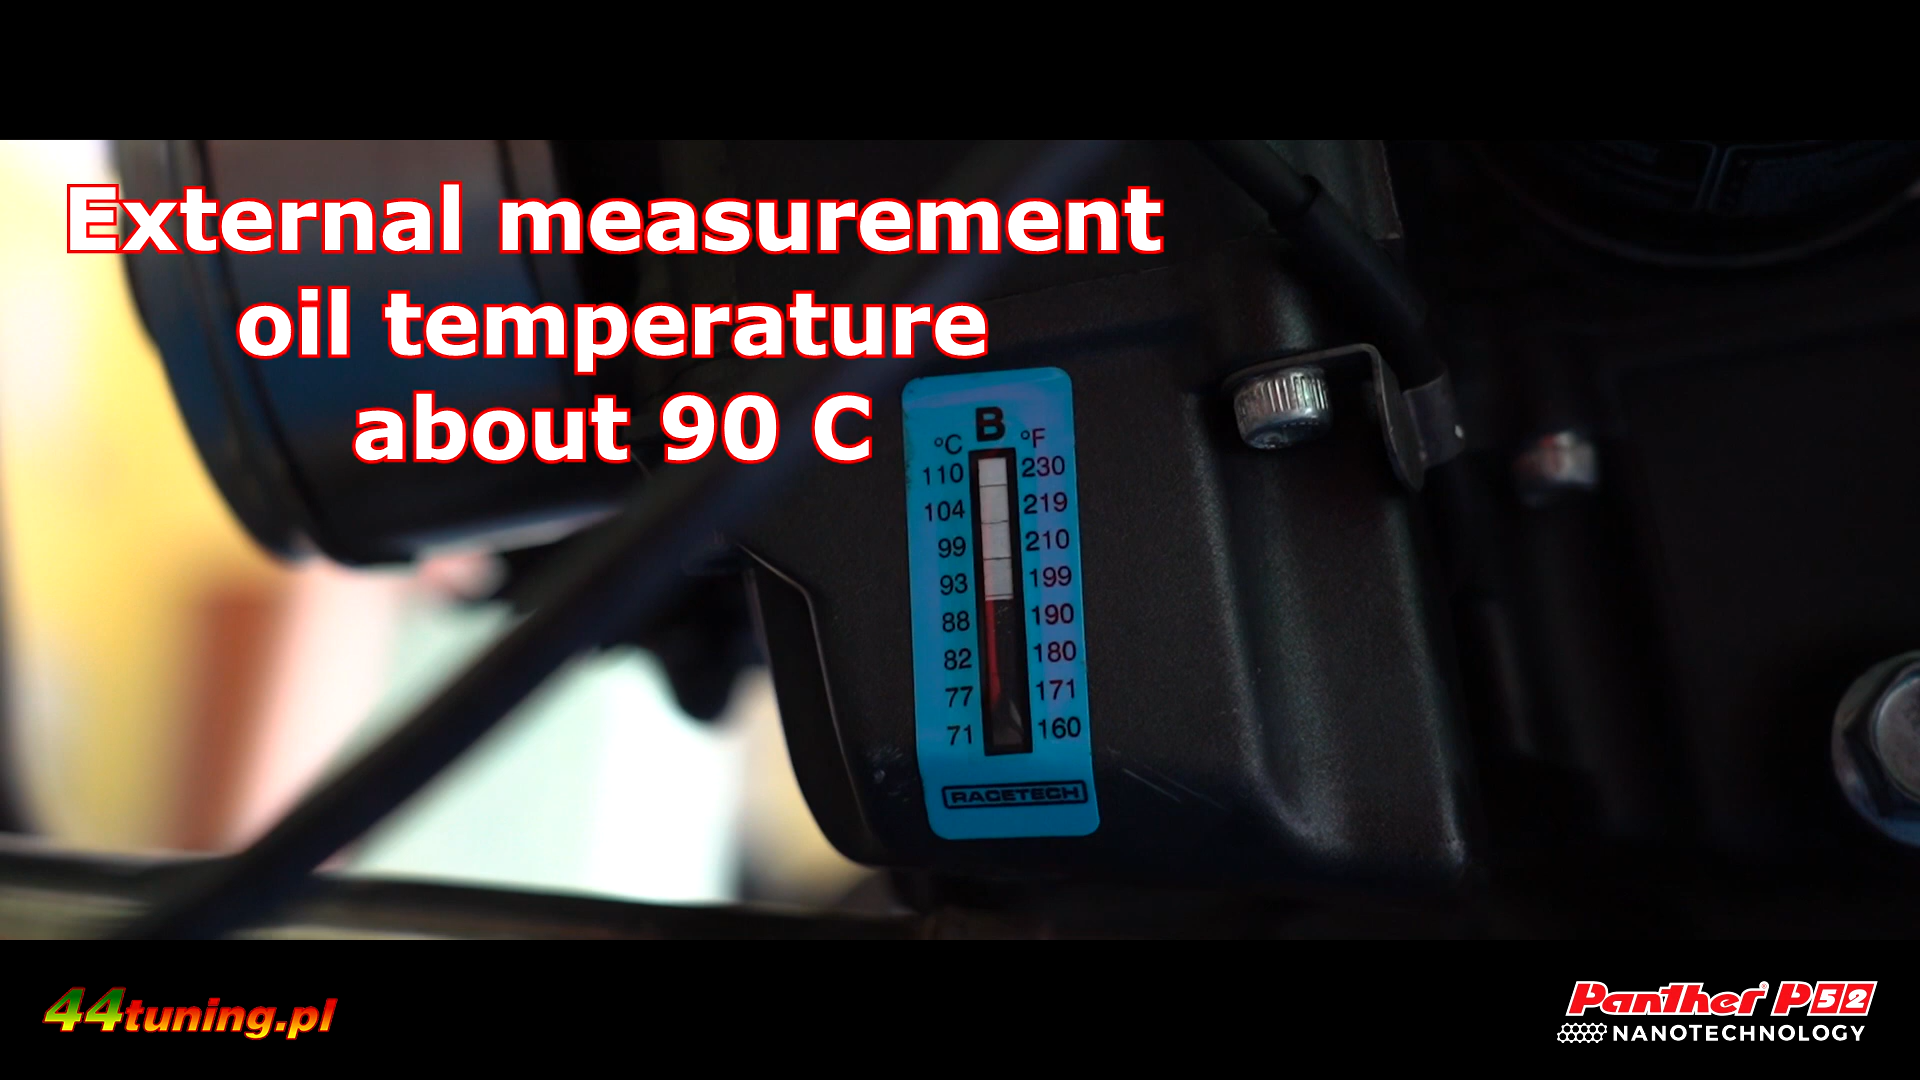 External measurement
oil temperature
about 90 C
B
°C °F
110 230
104 219
99 210
93 199
88 190
82 180
77 171
71 160
RACETECH
44tuning.pl
Panther® P52
NANOTECHNOLOGY